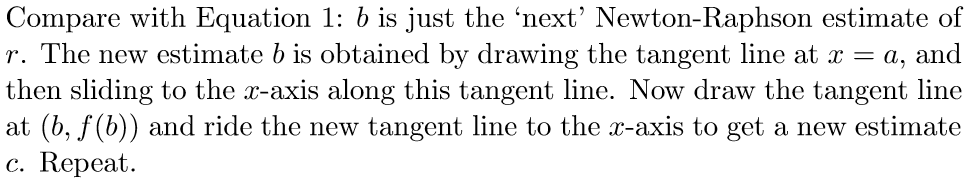 Compare with Equation 1: b is just the ‘next’ Newton-Raphson estimate of
r. The new estimate b is obtained by drawing the tangent line at x = a, and
then sliding to the x-axis along this tangent line. Now draw the tangent line
at (b, f(b)) and ride the new tangent line to the x-axis to get a new estimate
c. Repeat.